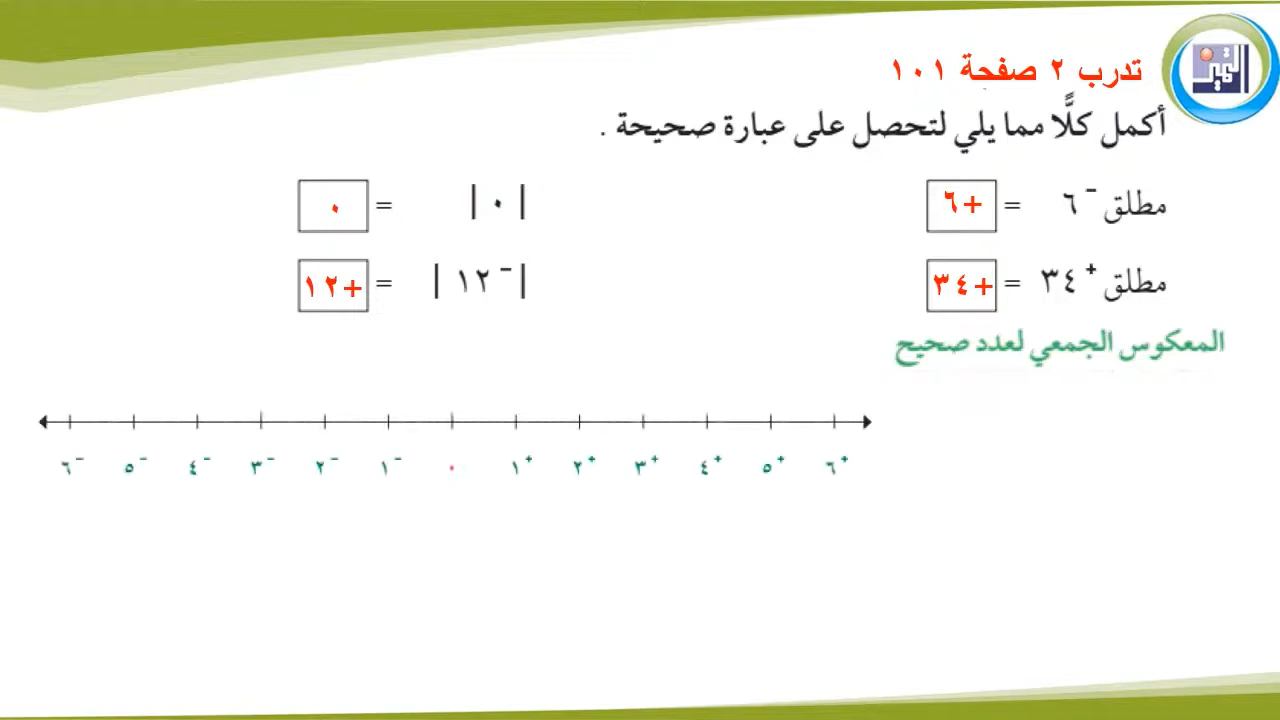 التميز
تدرب ٢ صفحة ١٠١
أكمل كلًّا مما يلي لتحصل على عبارة صحيحة .
مطلق ⁻٦ = +٦
|٠| = ٠
مطلق ⁺٣٤ = +٣٤
|⁻١٢| = +١٢
المعكوس الجمعي لعدد صحيح
⁻٦ ⁻٥ ⁻٤ ⁻٣ ⁻٢ ⁻١ ٠ ⁺١ ⁺٢ ⁺٣ ⁺٤ ⁺٥ ⁺٦